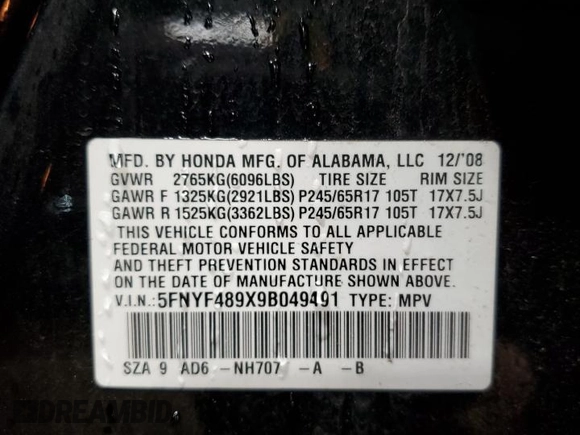 MFD. BY HONDA MFG. OF ALABAMA, LLC 12/'08
GVWR 2765KG(6096LBS) TIRE SIZE RIM SIZE
GAWR F 1325KG(2921LBS) P245/65R17 105T 17X7.5J
GAWR R 1525KG(3362LBS) P245/65R17 105T 17X7.5J
THIS VEHICLE CONFORMS TO ALL APPLICABLE
FEDERAL MOTOR VEHICLE SAFETY
AND THEFT PREVENTION STANDARDS IN EFFECT
ON THE DATE OF MANUFACTURE SHOWN ABOVE.
V.I.N.: 5FNYF489X9B049491 TYPE: MPV
SZA 9 AD6 -NH707 -A -B
DREAMBID